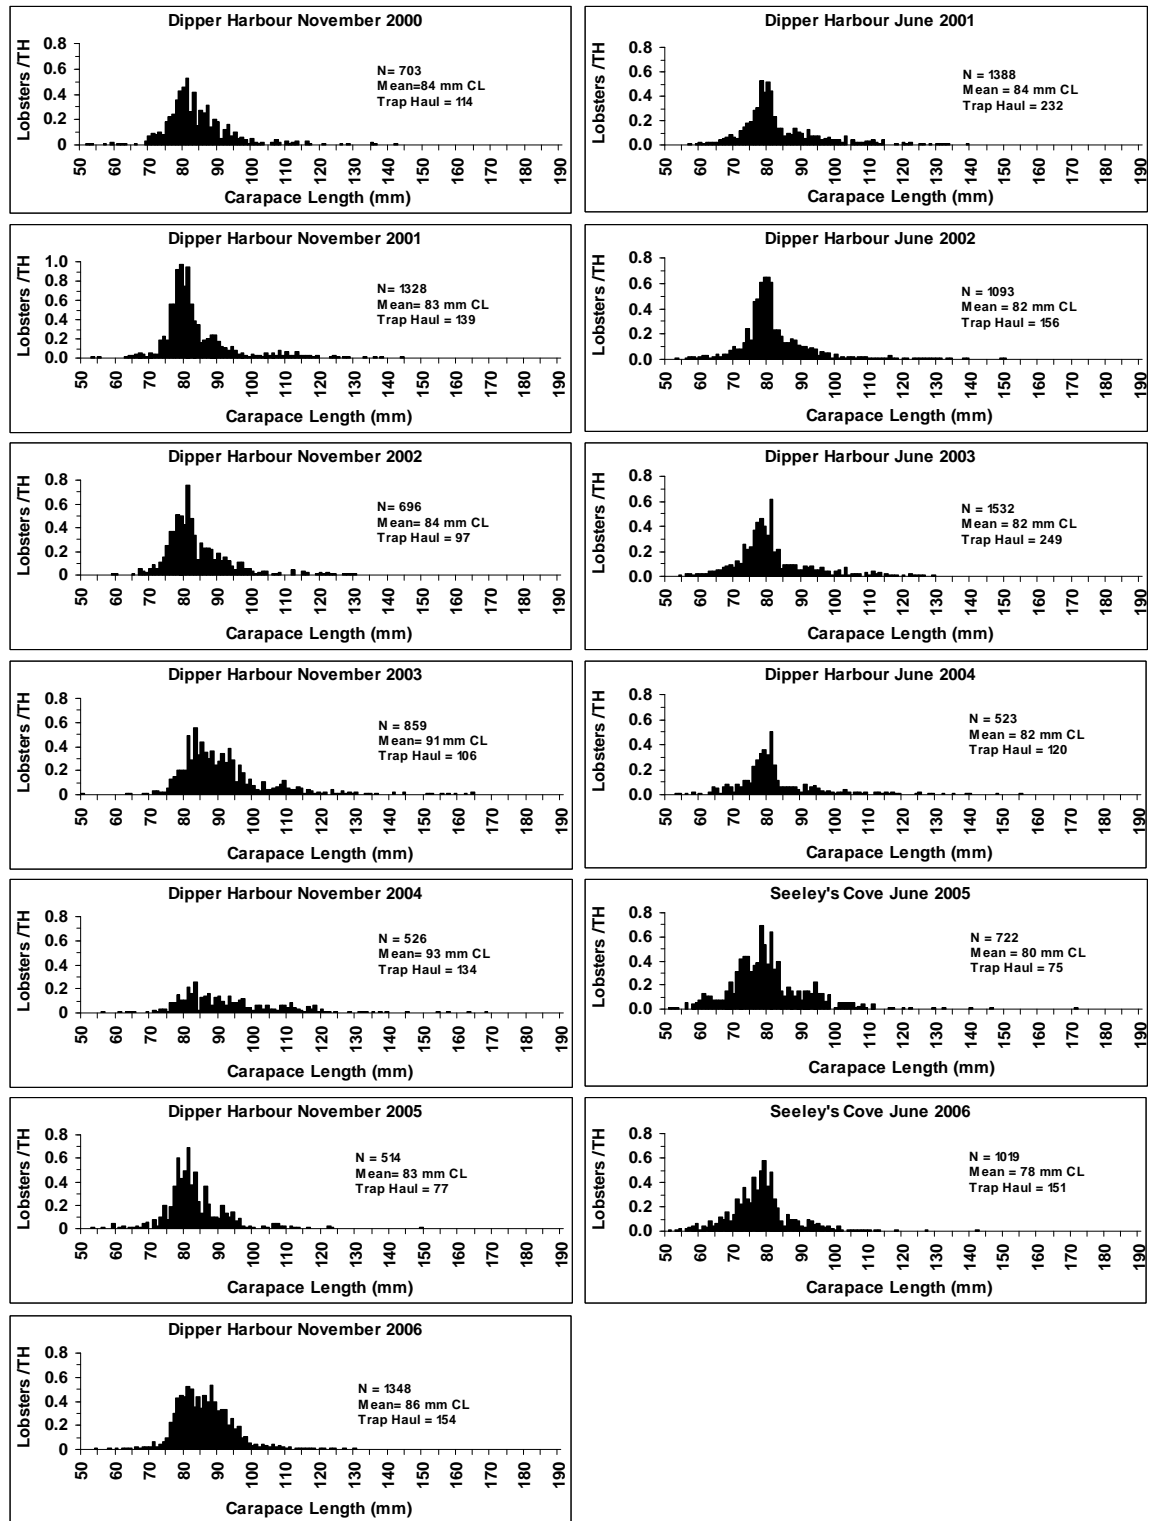 Dipper Harbour November 2000
Lobsters /TH
0.8
0.6
0.4
0.2
0
N= 703
Mean=84 mm CL
Trap Haul = 114
50 60 70 80 90 100 110 120 130 140 150 160 170 180 190
Carapace Length (mm)
Dipper Harbour June 2001
Lobsters /TH
0.8
0.6
0.4
0.2
0.0
N = 1388
Mean = 84 mm CL
Trap Haul = 232
50 60 70 80 90 100 110 120 130 140 150 160 170 180 190
Carapace Length (mm)
Dipper Harbour November 2001
Lobsters /TH
1.0
0.8
0.6
0.4
0.2
0.0
N = 1328
Mean= 83 mm CL
Trap Haul = 139
50 60 70 80 90 100 110 120 130 140 150 160 170 180 190
Carapace Length (mm)
Dipper Harbour June 2002
Lobsters /TH
0.8
0.6
0.4
0.2
0.0
N = 1093
Mean = 82 mm CL
Trap Haul = 156
50 60 70 80 90 100 110 120 130 140 150 160 170 180 190
Carapace Length (mm)
Dipper Harbour November 2002
Lobsters /TH
0.8
0.6
0.4
0.2
0
N= 696
Mean= 84 mm CL
Trap Haul = 97
50 60 70 80 90 100 110 120 130 140 150 160 170 180 190
Carapace Length (mm)
Dipper Harbour June 2003
Lobsters /TH
0.8
0.6
0.4
0.2
0.0
N = 1532
Mean = 82 mm CL
Trap Haul = 249
50 60 70 80 90 100 110 120 130 140 150 160 170 180 190
Carapace Length (mm)
Dipper Harbour November 2003
Lobsters /TH
0.8
0.6
0.4
0.2
0
N = 859
Mean= 91 mm CL
Trap Haul = 106
50 60 70 80 90 100 110 120 130 140 150 160 170 180 190
Carapace Length (mm)
Dipper Harbour June 2004
Lobsters /TH
0.8
0.6
0.4
0.2
0.0
N = 523
Mean = 82 mm CL
Trap Haul = 120
50 60 70 80 90 100 110 120 130 140 150 160 170 180 190
Carapace Length (mm)
Dipper Harbour November 2004
Lobsters /TH
0.8
0.6
0.4
0.2
0
N = 526
Mean= 93 mm CL
Trap Haul = 134
50 60 70 80 90 100 110 120 130 140 150 160 170 180 190
Carapace Length (mm)
Seeley's Cove June 2005
Lobsters /TH
0.8
0.6
0.4
0.2
0.0
N = 722
Mean = 80 mm CL
Trap Haul = 75
50 60 70 80 90 100 110 120 130 140 150 160 170 180 190
Carapace Length (mm)
Dipper Harbour November 2005
Lobsters /TH
0.8
0.6
0.4
0.2
0
N = 514
Mean= 83 mm CL
Trap Haul = 77
50 60 70 80 90 100 110 120 130 140 150 160 170 180 190
Carapace Length (mm)
Seeley's Cove June 2006
Lobsters /TH
0.8
0.6
0.4
0.2
0.0
N = 1019
Mean = 78 mm CL
Trap Haul = 151
50 60 70 80 90 100 110 120 130 140 150 160 170 180 190
Carapace Length (mm)
Dipper Harbour November 2006
Lobsters /TH
0.8
0.6
0.4
0.2
0
N = 1348
Mean= 86 mm CL
Trap Haul = 154
50 60 70 80 90 100 110 120 130 140 150 160 170 180 190
Carapace Length (mm)